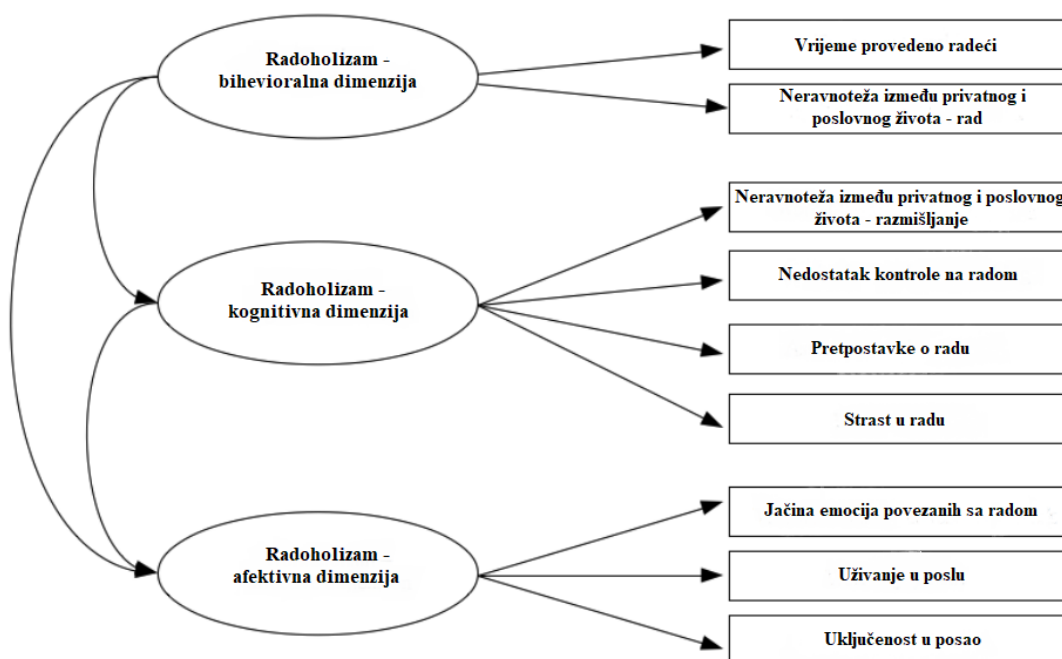 Radoholizam -
bihevioralna dimenzija
Vrijeme provedeno radeći
Neravnoteža između privatnog i
poslovnog života - rad
Radoholizam -
kognitivna dimenzija
Neravnoteža između privatnog i poslovnog
života - razmišljanje
Nedostatak kontrole na radom
Pretpostavke o radu
Strast u radu
Radoholizam -
afektivna dimenzija
Jačina emocija povezanih sa radom
Uživanje u poslu
Uključenost u posao